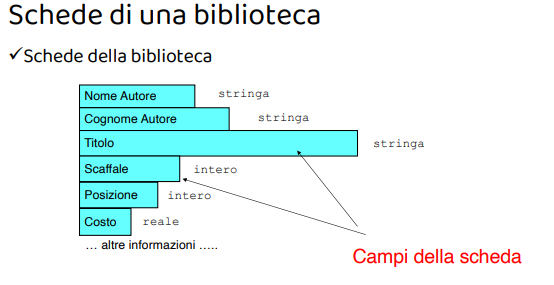 Schede di una biblioteca
✓Schede della biblioteca
Nome Autore stringa
Cognome Autore stringa
Titolo stringa
Scaffale intero
Posizione intero
Costo reale
… altre informazioni …..
Campi della scheda